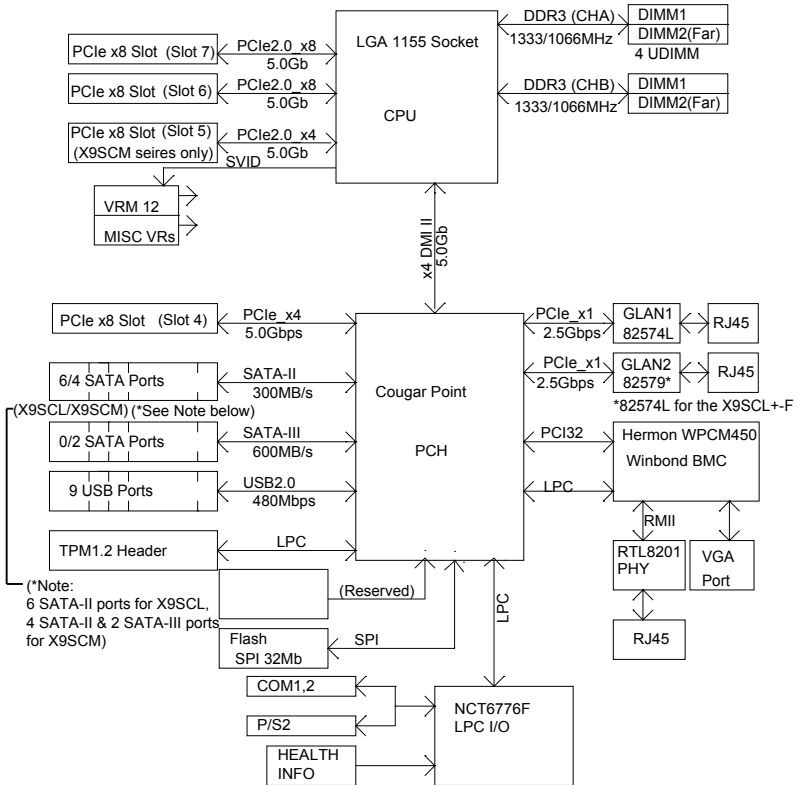 PCIe x8 Slot (Slot 7)
PCIe2.0_x8
5.0Gb
PCIe x8 Slot (Slot 6)
PCIe2.0_x8
5.0Gb
PCIe x8 Slot (Slot 5)
(X9SCM seires only)
PCIe2.0_x4
5.0Gb
SVID
VRM 12
MISC VRs
LGA 1155 Socket
CPU
DDR3 (CHA)
1333/1066MHz
DIMM1
DIMM2(Far)
4 UDIMM
DDR3 (CHB)
1333/1066MHz
DIMM1
DIMM2(Far)
x4 DMI II
5.0Gb
PCIe x8 Slot (Slot 4)
PCIe_x4
5.0Gbps
6/4 SATA Ports
SATA-II
300MB/s
(X9SCL/X9SCM) (*See Note below)
0/2 SATA Ports
SATA-III
600MB/s
9 USB Ports
USB2.0
480Mbps
TPM1.2 Header
LPC
Cougar Point
PCH
PCIe_x1
2.5Gbps
GLAN1
82574L
RJ45
PCIe_x1
2.5Gbps
GLAN2
82579*
RJ45
*82574L for the X9SCL+-F
PCI32
LPC
Hermon WPCM450
Winbond BMC
RMII
RTL8201
PHY
VGA
Port
RJ45
(*Note:
6 SATA-II ports for X9SCL,
4 SATA-II & 2 SATA-III ports
for X9SCM)
(Reserved)
Flash
SPI 32Mb
SPI
LPC
COM1,2
P/S2
HEALTH
INFO
NCT6776F
LPC I/O